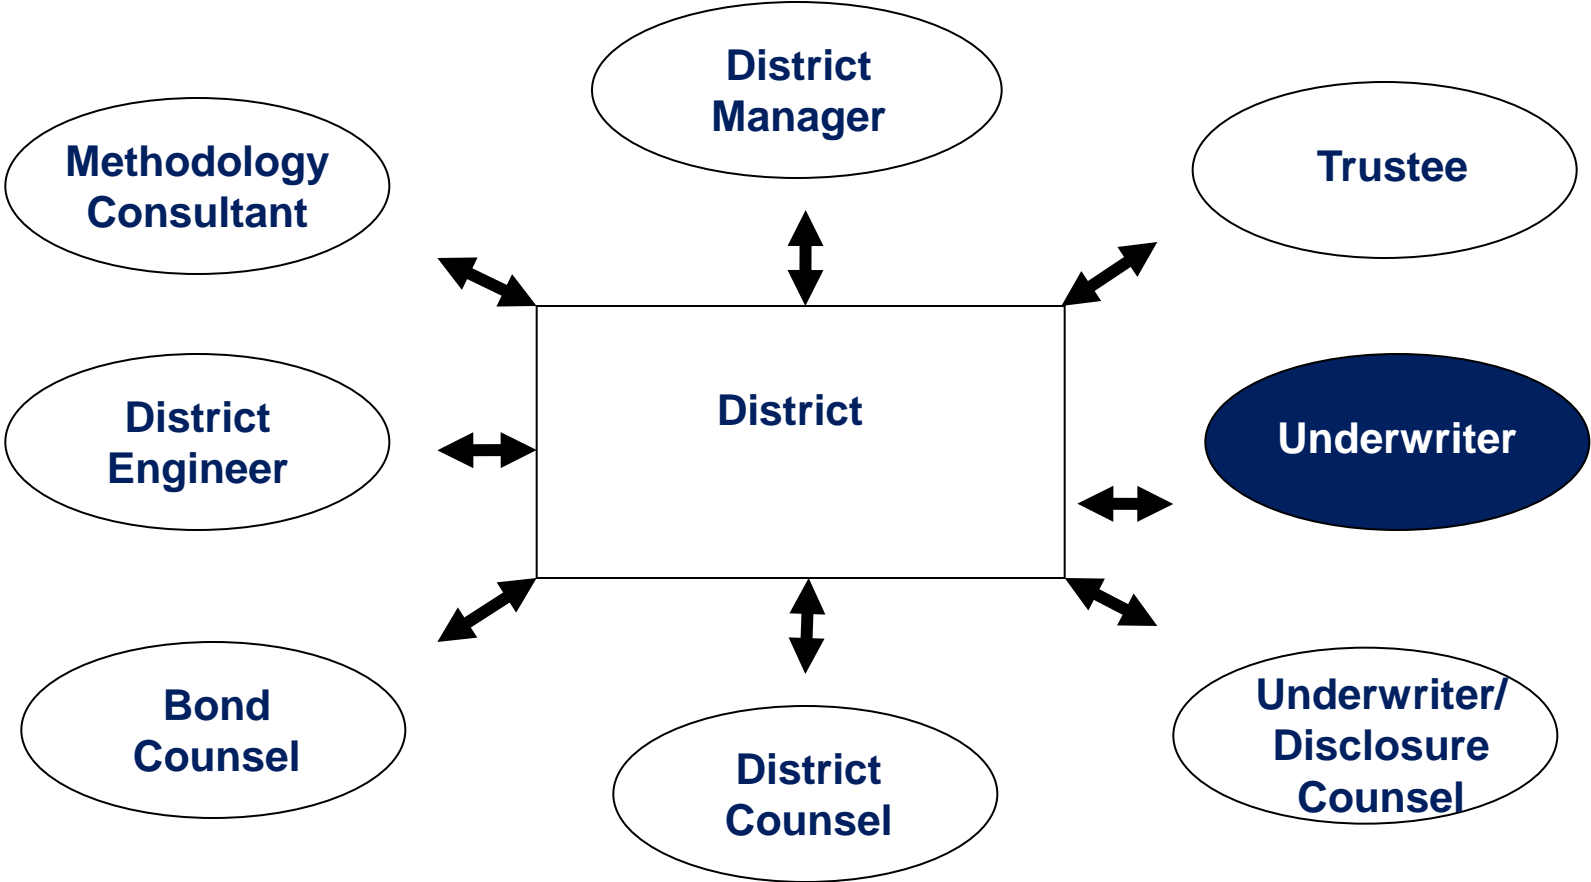 District
Manager
Methodology
Consultant
Trustee
District
Engineer
District
Underwriter
Bond
Counsel
District
Counsel
Underwriter/
Disclosure
Counsel